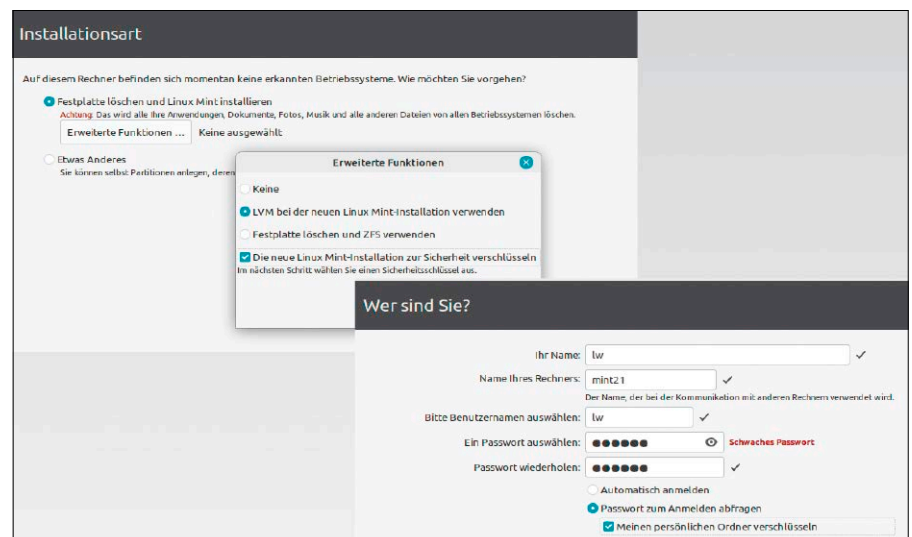 Installationsart
Auf diesem Rechner befinden sich momentan keine erkannten Betriebssysteme. Wie möchten Sie vorgehen?
Festplatte löschen und Linux Mint installieren
Achtung: Das wird alle Ihre Anwendungen, Dokumente, Fotos, Musik und alle anderen Dateien von allen Betriebssystemen löschen.
Erweiterte Funktionen ... Keine ausgewählt
Etwas Anderes
Sie können selbst Partitionen anlegen, deren
Erweiterte Funktionen
Keine
LVM bei der neuen Linux Mint-Installation verwenden
Festplatte löschen und ZFS verwenden
Die neue Linux Mint-Installation zur Sicherheit verschlüsseln
Im nächsten Schritt wählen Sie einen Sicherheitsschlüssel aus.
Wer sind Sie?
Ihr Name: lw
Name Ihres Rechners: mint21
Der Name, der bei der Kommunikation mit anderen Rechnern verwendet wird.
Bitte Benutzernamen auswählen: lw
Ein Passwort auswählen: ●●●●●● Schwaches Passwort
Passwort wiederholen: ●●●●●●
Automatisch anmelden
Passwort zum Anmelden abfragen
Meinen persönlichen Ordner verschlüsseln